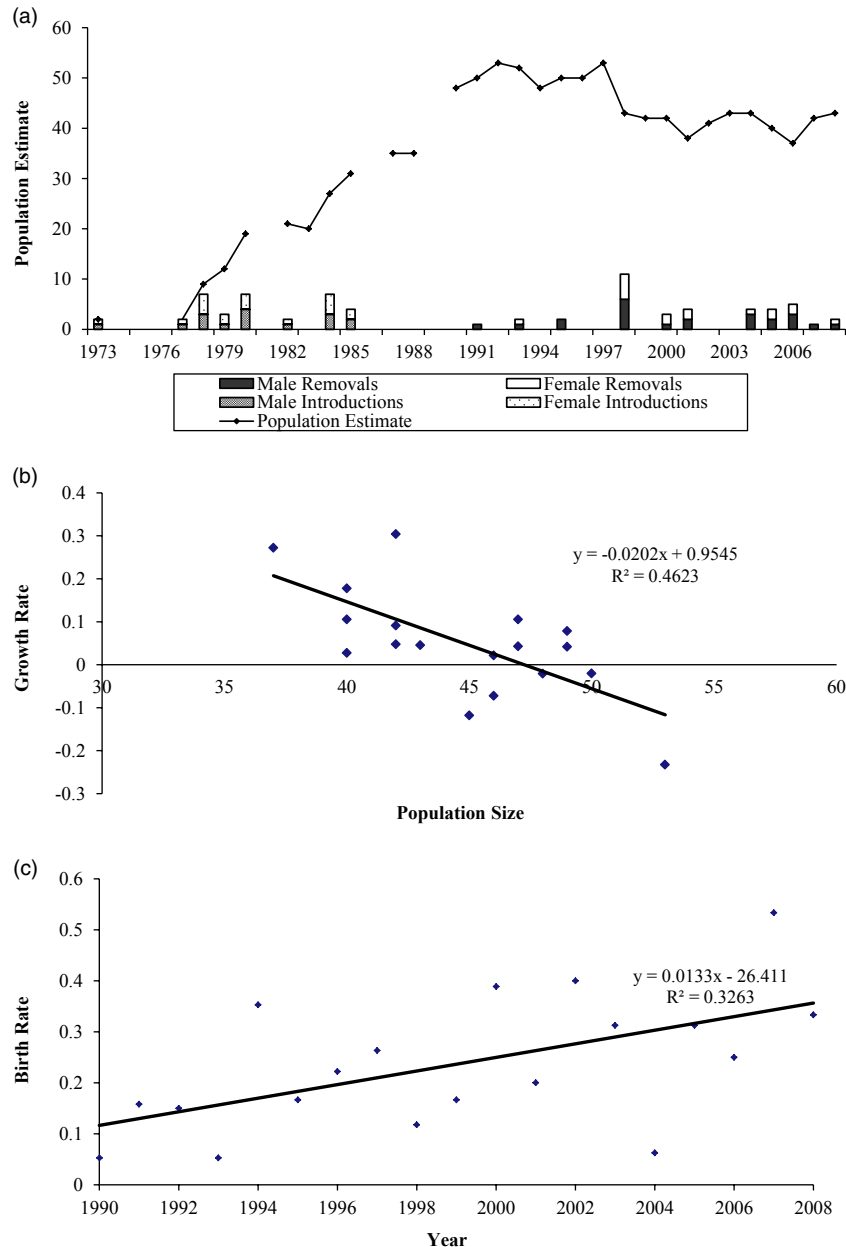 (a)
60
50
40
30
20
10
0
Population Estimate
1973 1976 1979 1982 1985 1988 1991 1994 1997 2000 2003 2006
Male Removals Female Removals
Male Introductions Female Introductions
Population Estimate
(b)
0.4
0.3
0.2
0.1
0
-0.1
-0.2
-0.3
Growth Rate
y = -0.0202x + 0.9545
R² = 0.4623
30 35 40 45 50 55 60
Population Size
(c)
0.6
0.5
0.4
0.3
0.2
0.1
0
Birth Rate
y = 0.0133x - 26.411
R² = 0.3263
1990 1992 1994 1996 1998 2000 2002 2004 2006 2008
Year